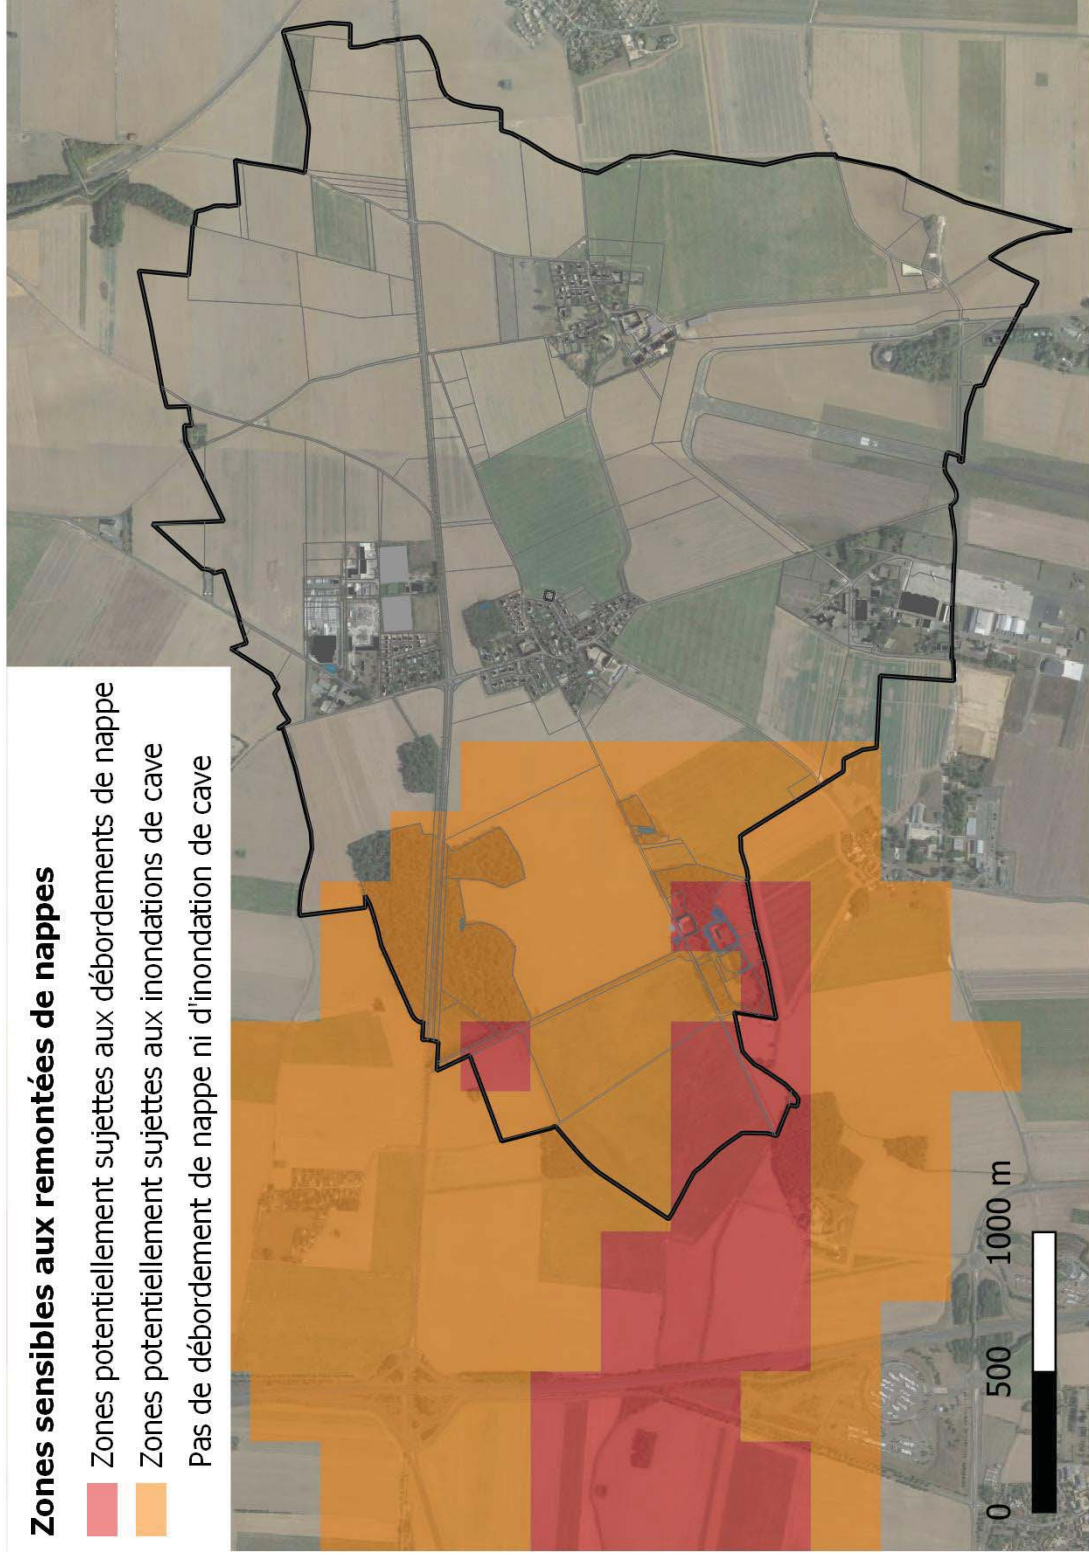 Zones sensibles aux remontées de nappes
Zones potentiellement sujettes aux débordements de nappe
Zones potentiellement sujettes aux inondations de cave
Pas de débordement de nappe ni d'inondation de cave
0 500 1000 m